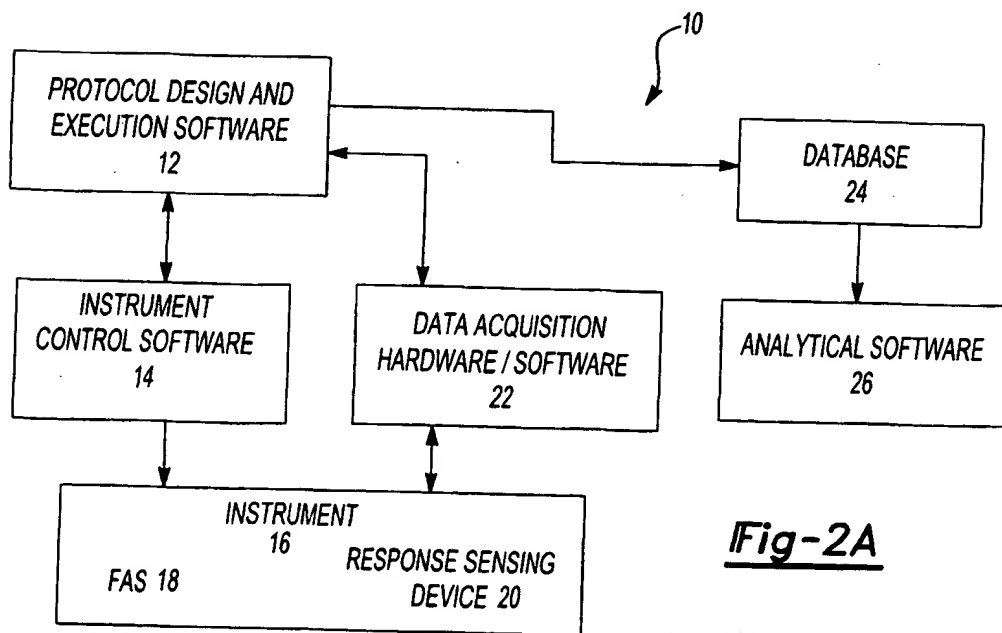 10
PROTOCOL DESIGN AND
EXECUTION SOFTWARE
12
DATABASE
24
INSTRUMENT
CONTROL SOFTWARE
14
DATA ACQUISITION
HARDWARE / SOFTWARE
22
ANALYTICAL SOFTWARE
26
INSTRUMENT
16
FAS 18
RESPONSE SENSING
DEVICE 20
Fig-2A